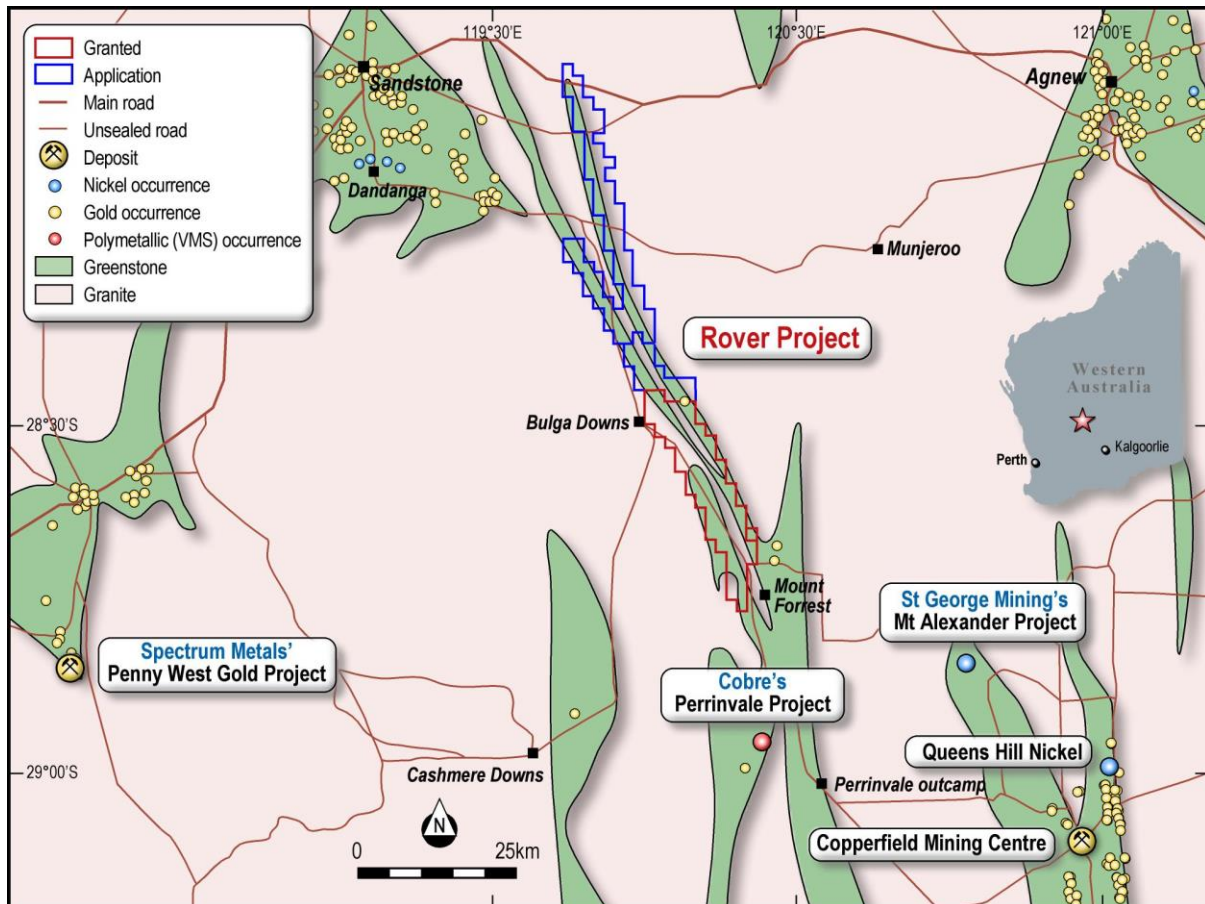 119°30'E
120°30'E
121°00'E
Granted
Application
Main road
Unsealed road
Deposit
Nickel occurrence
Gold occurrence
Polymetallic (VMS) occurrence
Greenstone
Granite
Sandstone
Dandanga
Agnew
Munjeroo
Rover Project
Western
Australia
Perth
Kalgoorlie
28°30'S
Bulga Downs
Mount
Forrest
St George Mining's
Mt Alexander Project
Spectrum Metals'
Penny West Gold Project
Cobre's
Perrinvale Project
Queens Hill Nickel
29°00'S
Cashmere Downs
Perrinvale outcamp
N
0
25km
Copperfield Mining Centre